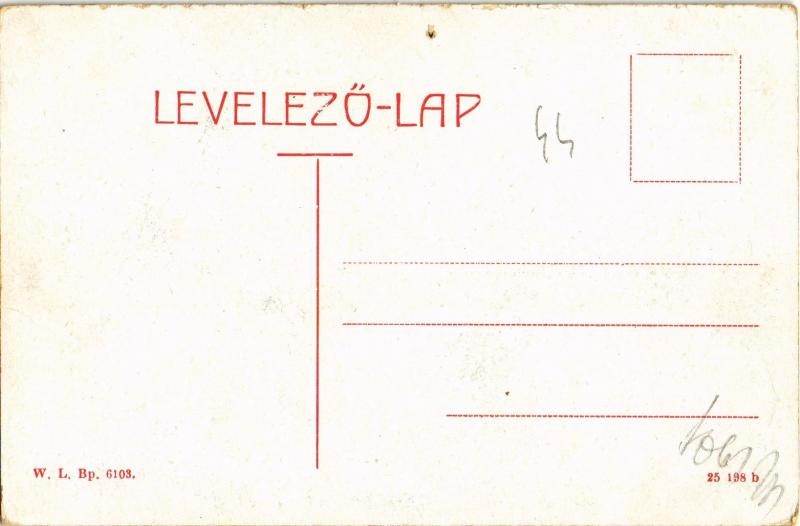 LEVELEZŐ-LAP
W. L. Bp. 6103.
25 198 b